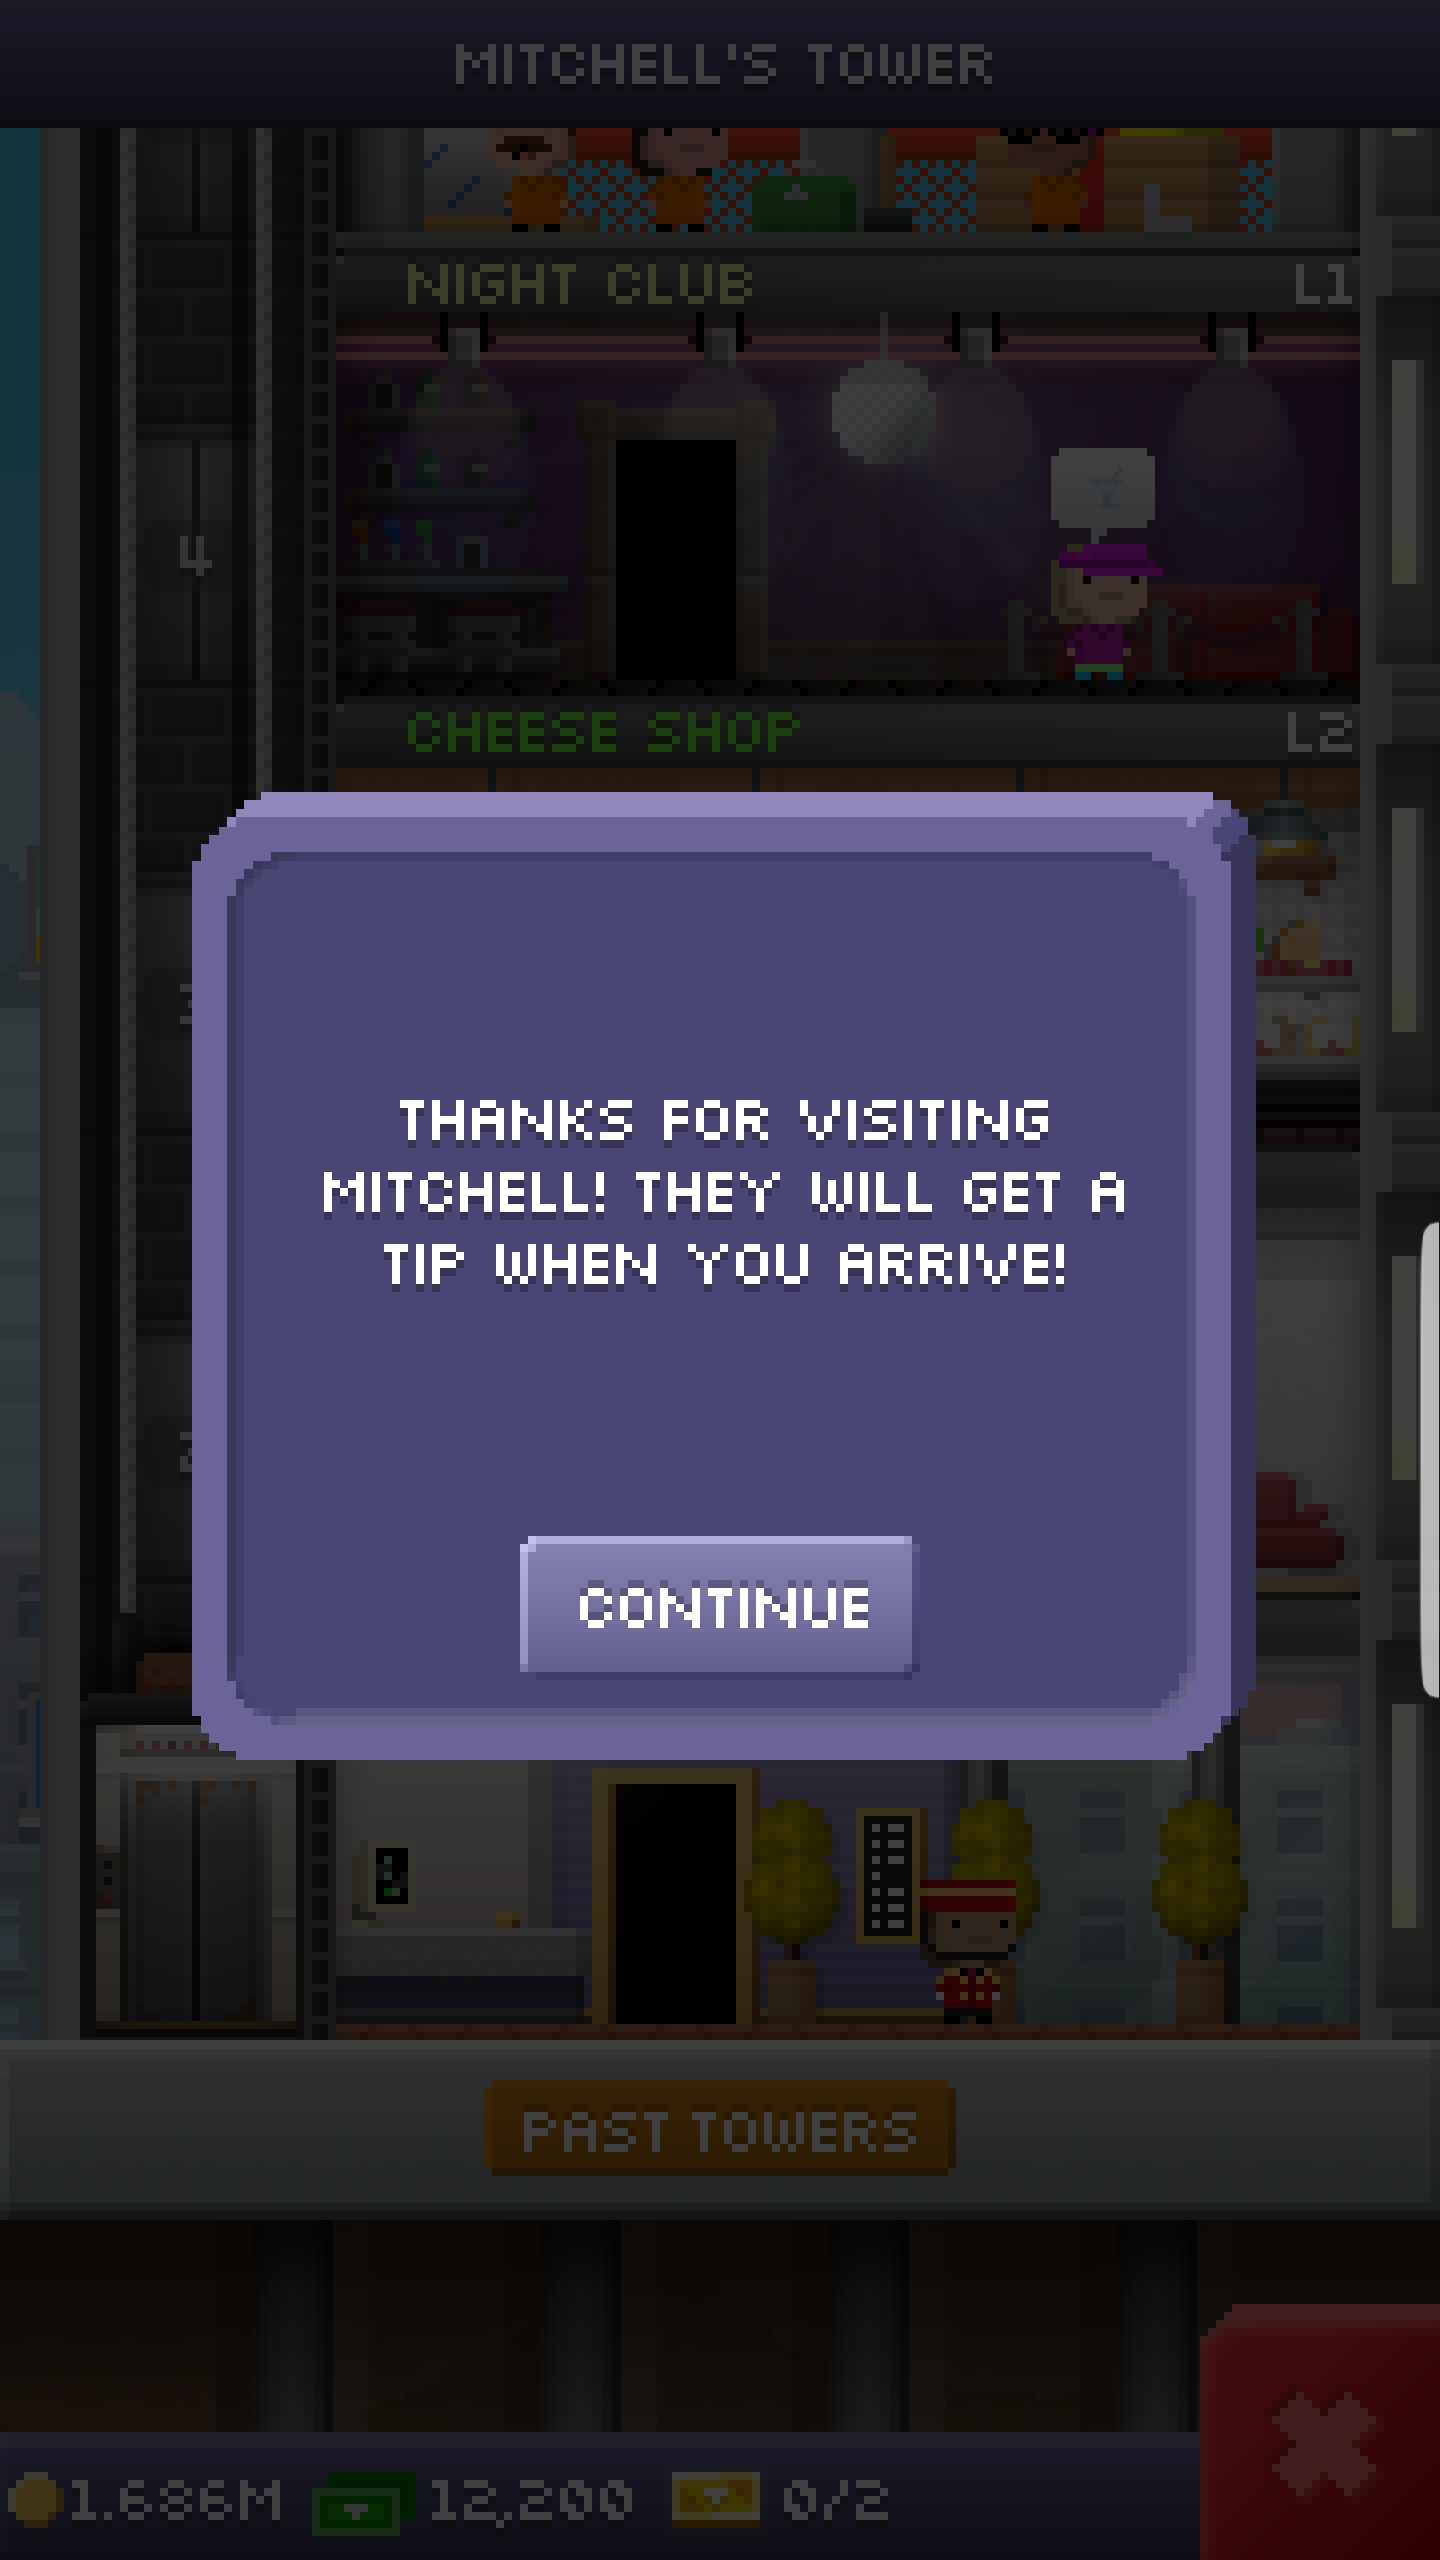 MITCHELL'S TOWER
NIGHT CLUB L1
4
CHEESE SHOP L2
THANKS FOR VISITING
MITCHELL! THEY WILL GET A
TIP WHEN YOU ARRIVE!
CONTINUE
PAST TOWERS
1.686M 12,200 0/2